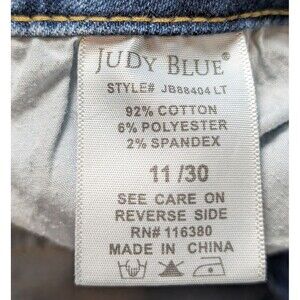 JUDY BLUE®
STYLE# JB88404 LT
92% COTTON
6% POLYESTER
2% SPANDEX
11/30
SEE CARE ON
REVERSE SIDE
RN# 116380
MADE IN CHINA